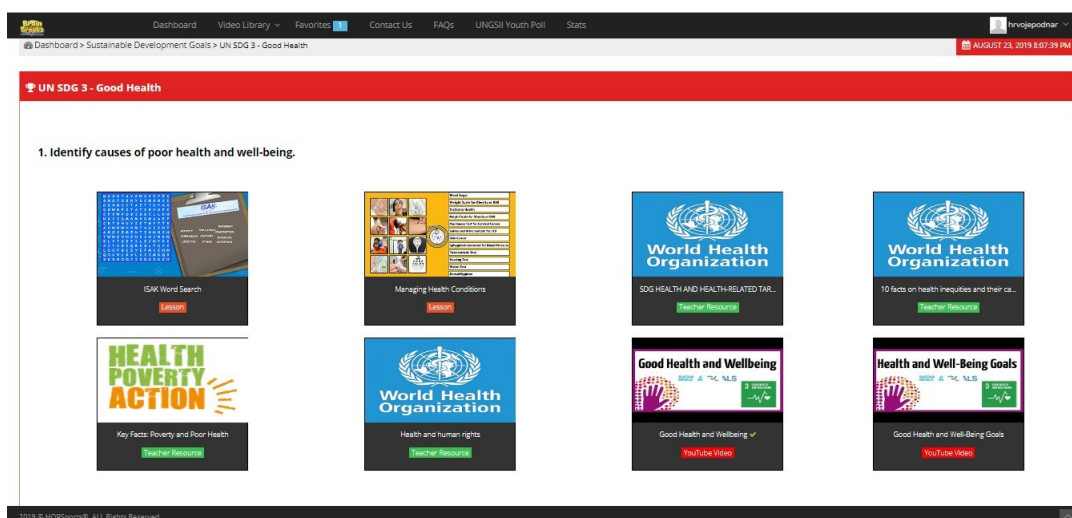 Brain Breaks
Dashboard Video Library Favorites 1 Contact Us FAQs UNGSII Youth Poll Stats hrvojepodnar
Dashboard > Sustainable Development Goals > UN SDG 3 - Good Health
AUGUST 23, 2019 8:07:39 PM
UN SDG 3 - Good Health
1. Identify causes of poor health and well-being.
ISAK
ISAK Word Search
Lesson
Managing Health Conditions
Lesson
World Health
Organization
SDG HEALTH AND HEALTH-RELATED TAR...
Teacher Resource
World Health
Organization
10 facts on health inequities and their ca...
Teacher Resource
HEALTH
POVERTY
ACTION
Key Facts: Poverty and Poor Health
Teacher Resource
World Health
Organization
Health and human rights
Teacher Resource
Good Health and Wellbeing
Good Health and Wellbeing
YouTube Video
Health and Well-Being Goals
Good Health and Well-Being Goals
YouTube Video
2019 © HOPSports®. ALL Rights Reserved.